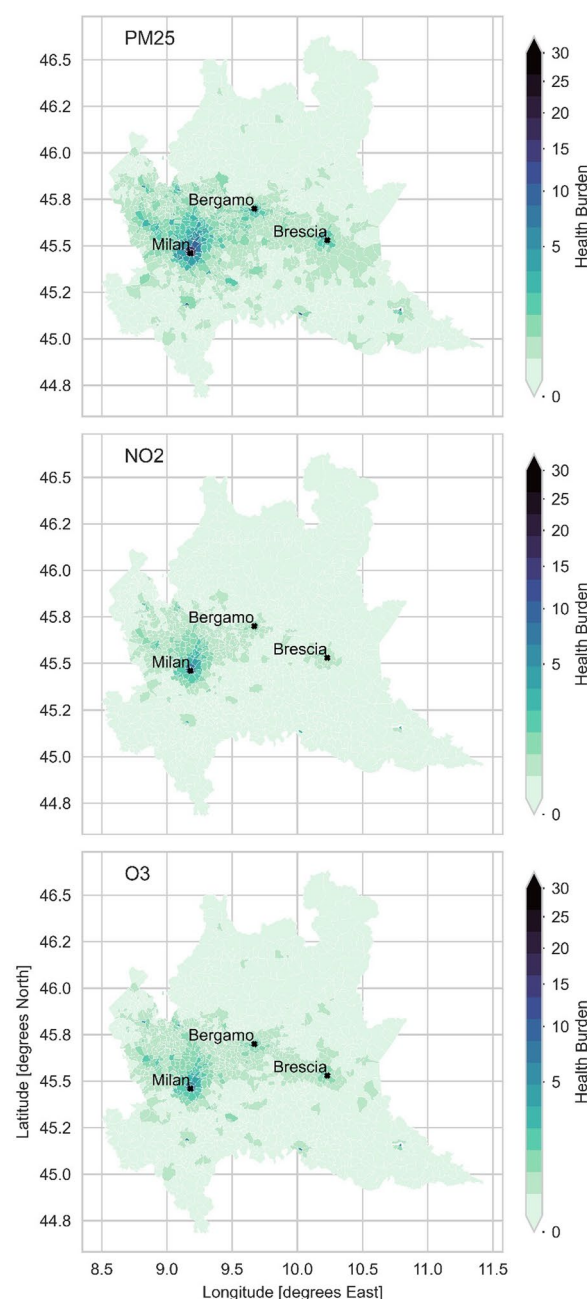 PM25
46.5
46.2
46.0
45.8
45.5
45.2
45.0
44.8
Bergamo
Brescia
Milan
30
25
20
15
10
5
0
Health Burden
NO2
46.5
46.2
46.0
45.8
45.5
45.2
45.0
44.8
Bergamo
Brescia
Milan
30
25
20
15
10
5
0
Health Burden
O3
46.5
46.2
46.0
45.8
45.5
45.2
45.0
44.8
Latitude [degrees North]
Bergamo
Brescia
Milan
30
25
20
15
10
5
0
Health Burden
8.5 9.0 9.5 10.0 10.5 11.0 11.5
Longitude [degrees East]